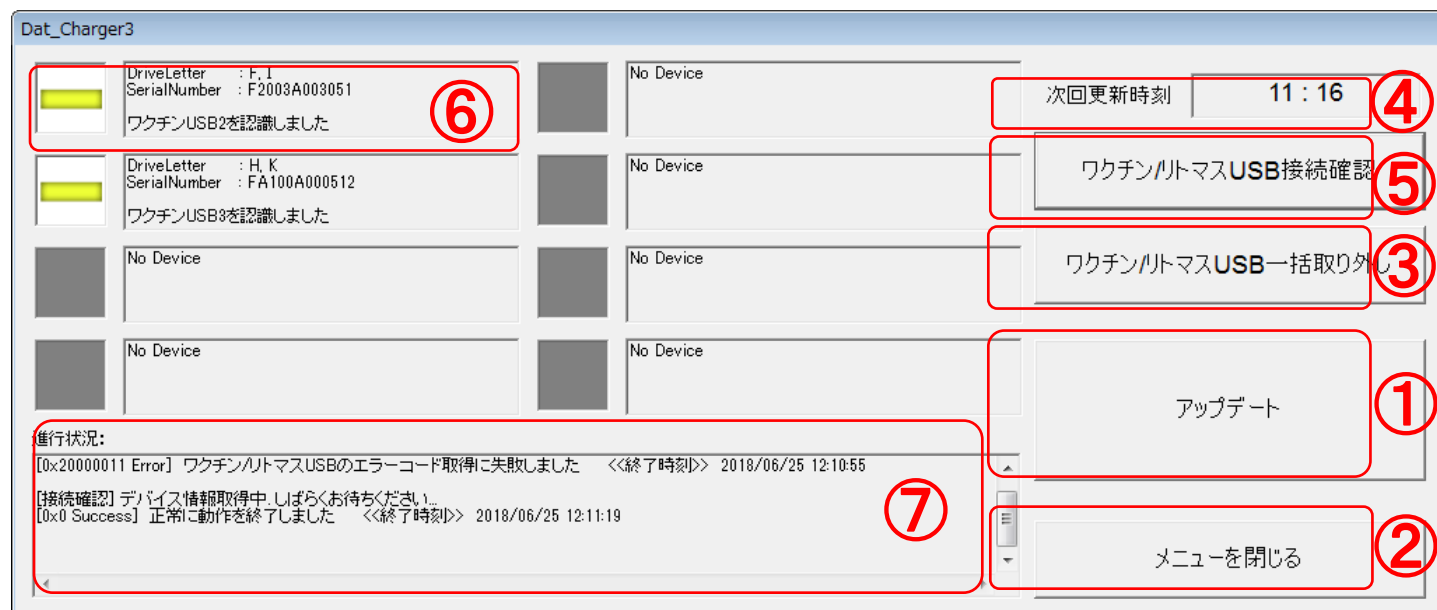 Dat_Charger3
DriveLetter : F, I
SerialNumber : F2003A003051
ワクチンUSB2を認識しました
⑥
No Device
次回更新時刻 11 : 16
④
DriveLetter : H, K
SerialNumber : FA100A000512
ワクチンUSB3を認識しました
No Device
ワクチン/リトマスUSB接続確認
⑤
No Device
No Device
ワクチン/リトマスUSB一括取り外し
③
No Device
No Device
アップデート
①
進行状況:
[0x20000011 Error] ワクチン/リトマスUSBのエラーコード取得に失敗しました <<終了時刻>> 2018/06/25 12:10:55
[接続確認] デバイス情報取得中.しばらくお待ちください...
[0x0 Success] 正常に動作を終了しました <<終了時刻>> 2018/06/25 12:11:19
⑦
メニューを閉じる
②